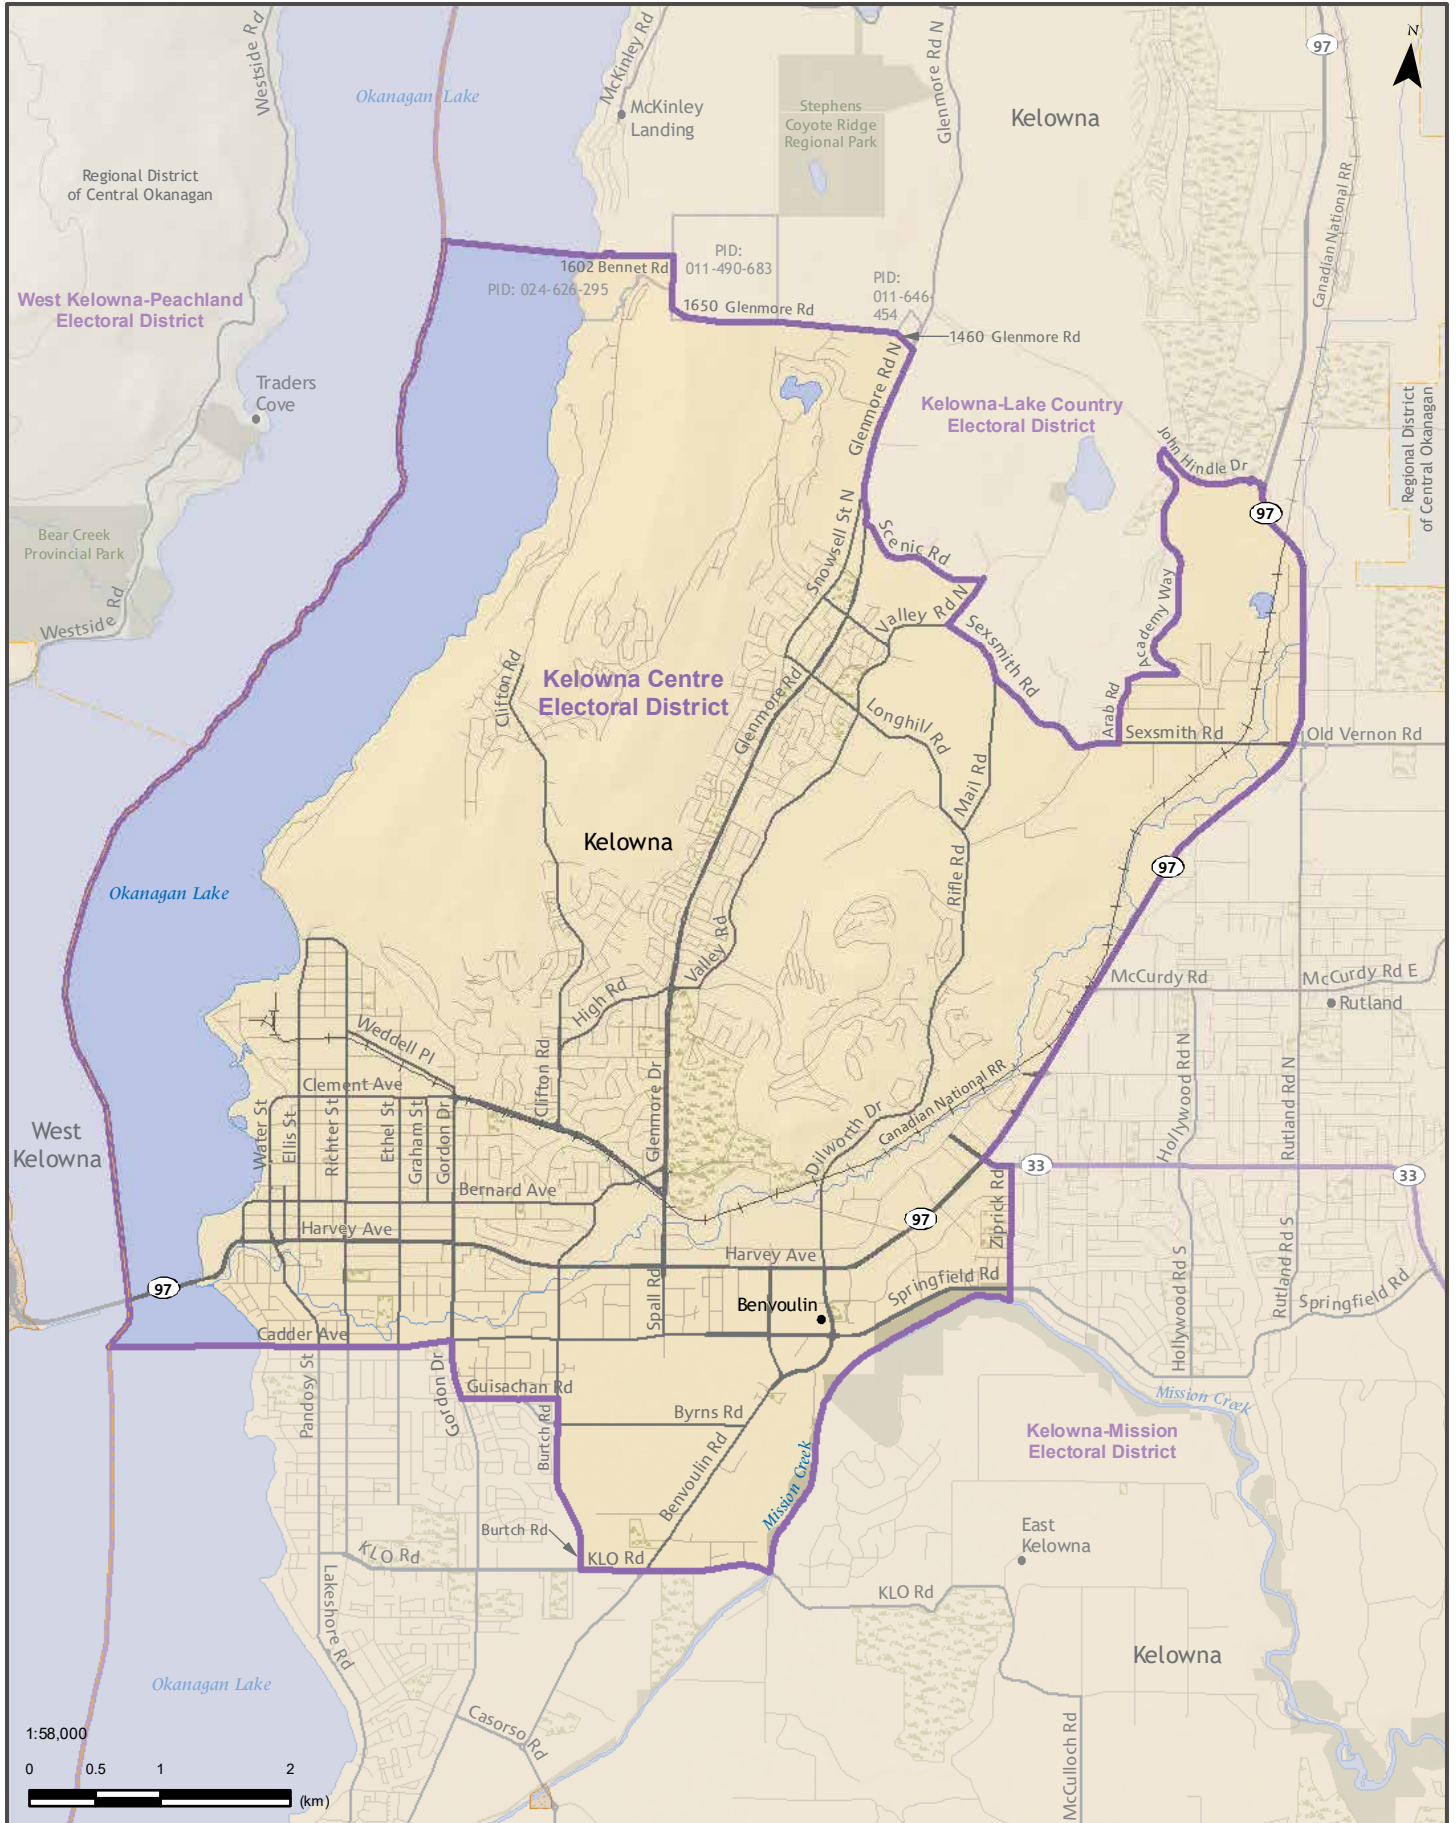 N
Westside Rd
Okanagan Lake
McKinley Rd
McKinley
Landing
Stephens
Coyote Ridge
Regional Park
Glenmore Rd N
Kelowna
97
Canadian National RR
Regional District
of Central Okanagan
1602 Bennet Rd
PID: 024-626-295
PID:
011-490-683
PID:
011-646-
454
1650 Glenmore Rd
1460 Glenmore Rd
West Kelowna-Peachland
Electoral District
Traders
Cove
Glenmore Rd N
Kelowna-Lake Country
Electoral District
John Hindle Dr
Regional District
of Central Okanagan
97
Bear Creek
Provincial Park
Westside Rd
Snowsell St N
Scenic Rd
Valley Rd N
Sexsmith Rd
Academy Way
Clifton Rd
Kelowna Centre
Electoral District
Glenmore Rd
Longhill Rd
Mail Rd
Arab Rd
Sexsmith Rd
Old Vernon Rd
Kelowna
Okanagan Lake
Rifle Rd
97
Valley Rd
High Rd
McCurdy Rd
McCurdy Rd E
Rutland
Weddell Pl
Clement Ave
Water St
Ellis St
Richter St
Ethel St
Graham St
Gordon Dr
Clifton Rd
Glenmore Dr
Dilworth Dr
Canadian National RR
Hollywood Rd N
Rutland Rd N
West
Kelowna
33
33
Bernard Ave
Harvey Ave
Harvey Ave
97
Ziprick Rd
97
Spall Rd
Benvoulin
Springfield Rd
Hollywood Rd S
Rutland Rd S
Springfield Rd
Cadder Ave
Pandosy St
Gordon Dr
Guisachan Rd
Burtch Rd
Byrns Rd
Benvoulin Rd
Mission Creek
Mission Creek
Kelowna-Mission
Electoral District
Burtch Rd
KLO Rd
KLO Rd
East
Kelowna
KLO Rd
Lakeshore Rd
Kelowna
Okanagan Lake
Casorso Rd
McCulloch Rd
1:58,000
0 0.5 1 2
(km)